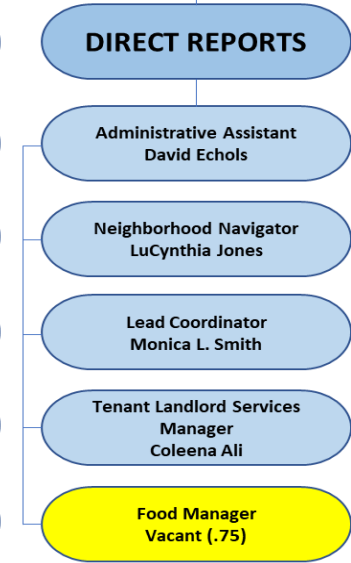 DIRECT REPORTS
Administrative Assistant
David Echols
Neighborhood Navigator
LuCynthia Jones
Lead Coordinator
Monica L. Smith
Tenant Landlord Services
Manager
Coleena Ali
Food Manager
Vacant (.75)